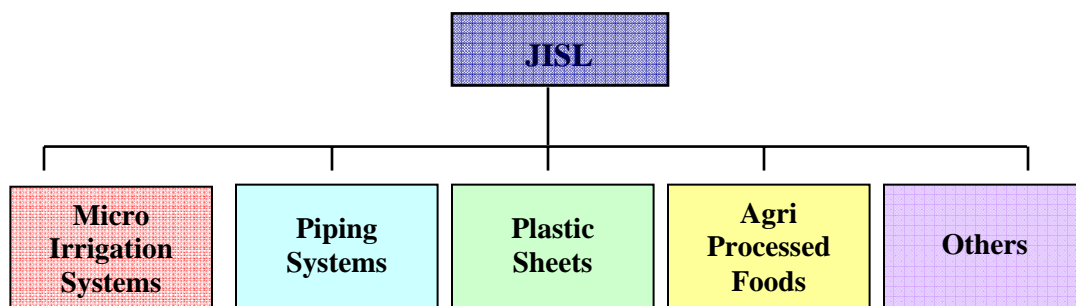 JISL
Micro
Irrigation
Systems
Piping
Systems
Plastic
Sheets
Agri
Processed
Foods
Others